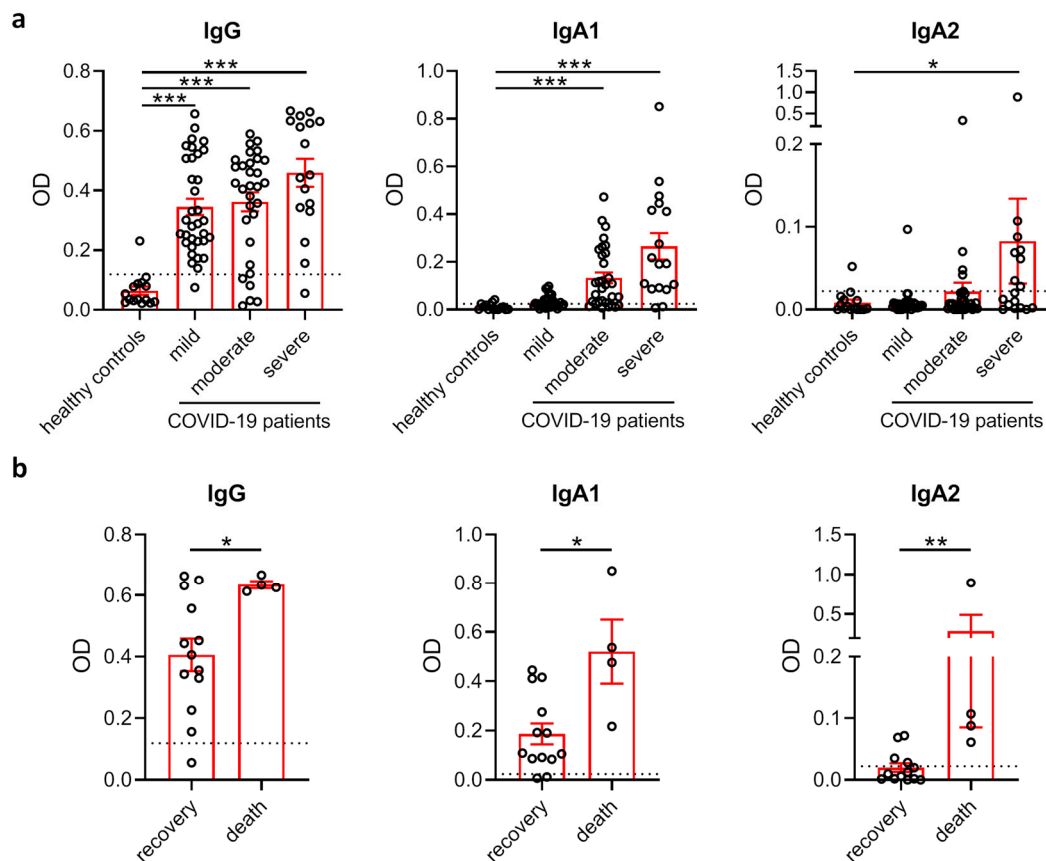 a
IgG
IgA1
IgA2
OD
0.8
0.6
0.4
0.2
0.0
***
***
***
healthy controls
mild
moderate
severe
COVID-19 patients
OD
1.0
0.8
0.6
0.4
0.2
0.0
***
***
healthy controls
mild
moderate
severe
COVID-19 patients
OD
1.5
1.0
0.5
0.2
0.1
0.0
*
healthy controls
mild
moderate
severe
COVID-19 patients
b
IgG
IgA1
IgA2
OD
0.8
0.6
0.4
0.2
0.0
*
recovery
death
OD
1.0
0.8
0.6
0.4
0.2
0.0
*
recovery
death
OD
1.5
1.0
0.5
0.2
0.1
0.0
**
recovery
death